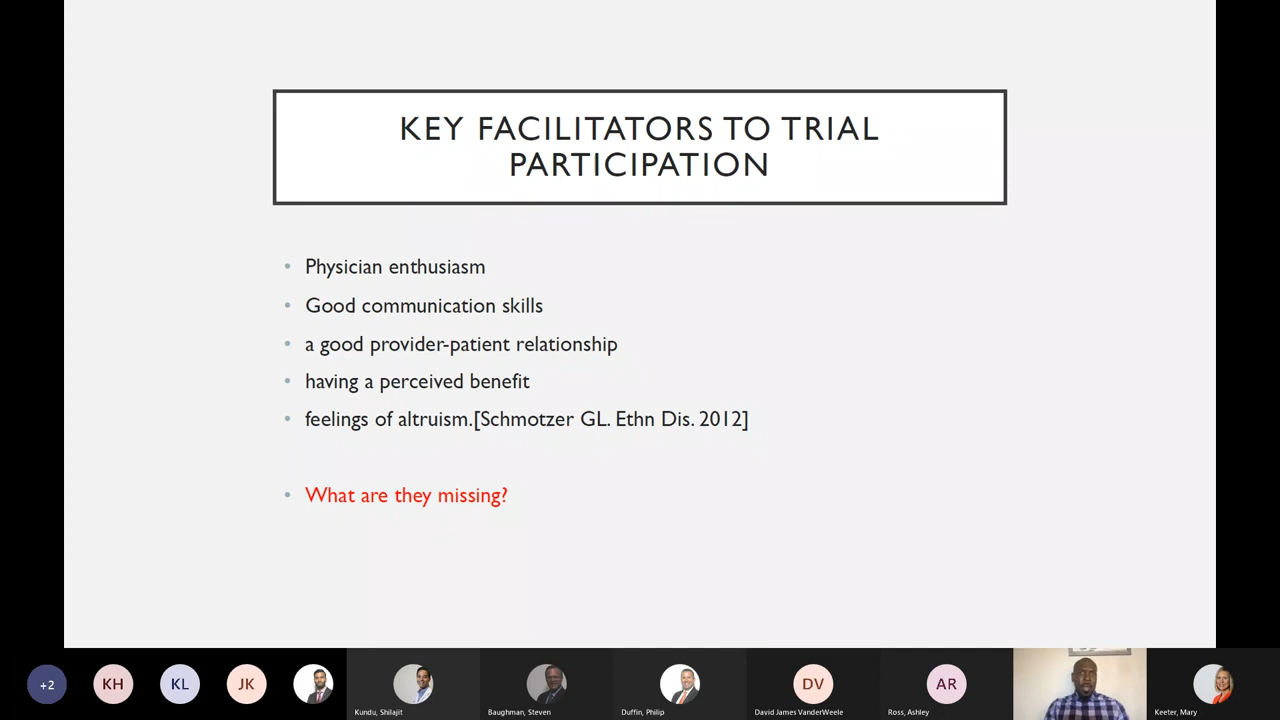 KEY FACILITATORS TO TRIAL
PARTICIPATION
• Physician enthusiasm
• Good communication skills
• a good provider-patient relationship
• having a perceived benefit
• feelings of altruism.[Schmotzer GL. Ethn Dis. 2012]
• What are they missing?
+2
KH
KL
JK
DV
AR
Kundu, Shilajit
Baughman, Steven
Duffin, Philip
David James VanderWeele
Ross, Ashley
Keeter, Mary